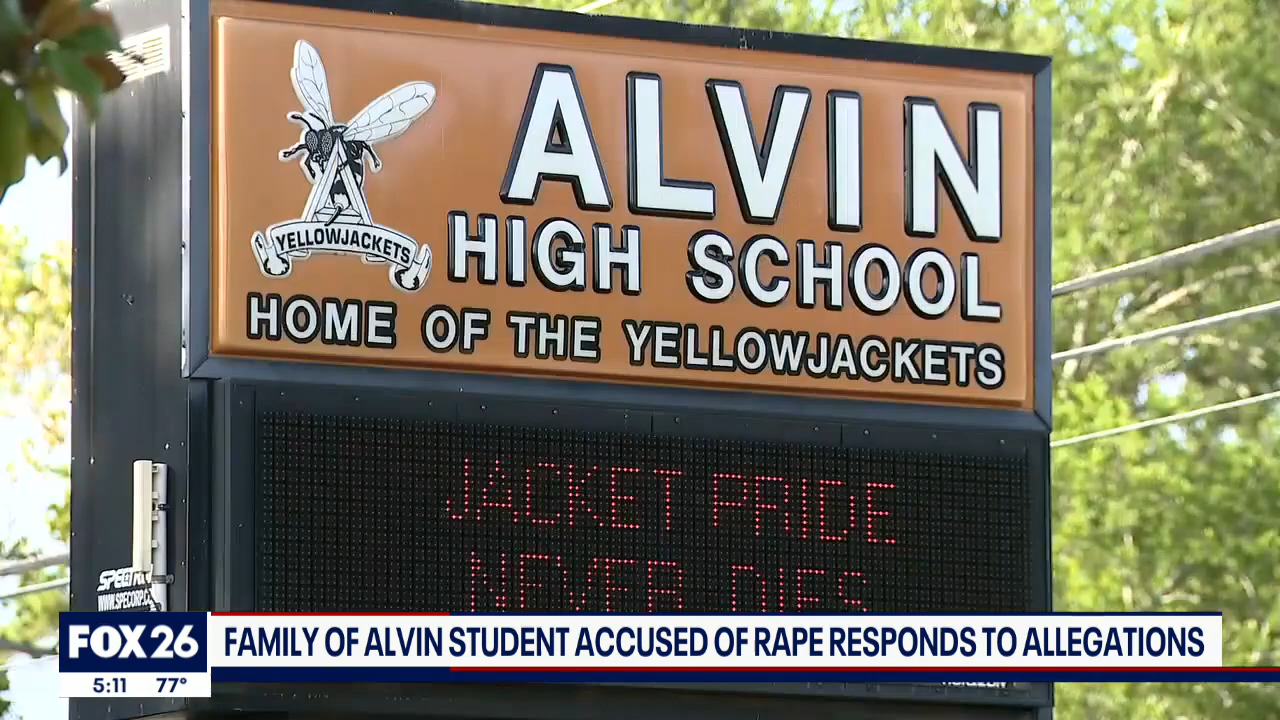 ALVIN
HIGH SCHOOL
YELLOWJACKETS
HOME OF THE YELLOWJACKETS
JACKET PRIDE
NEVER DIES
FOX 26
FAMILY OF ALVIN STUDENT ACCUSED OF RAPE RESPONDS TO ALLEGATIONS
5:11 77°